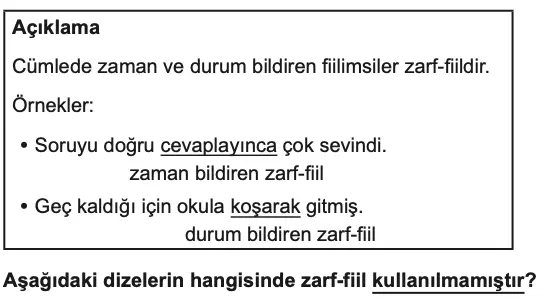 Açıklama
Cümlede zaman ve durum bildiren fiilimsiler zarf-fiildir.
Örnekler:
• Soruyu doğru cevaplayınca çok sevindi.
zaman bildiren zarf-fiil
• Geç kaldığı için okula koşarak gitmiş.
durum bildiren zarf-fiil
Aşağıdaki dizelerin hangisinde zarf-fiil kullanılmamıştır?